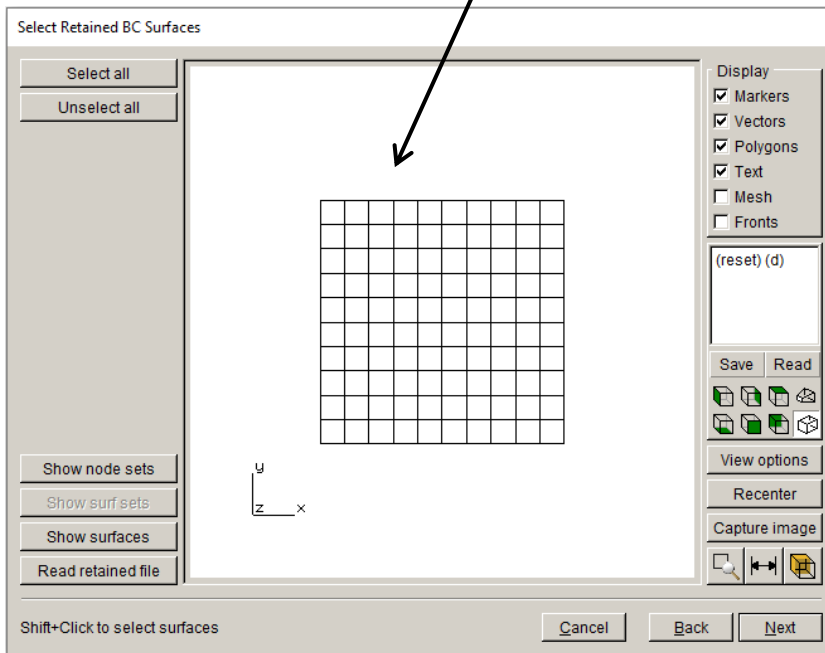 Select Retained BC Surfaces
Select all
Unselect all
Show node sets
Show surf sets
Show surfaces
Read retained file
y
z
x
Display
Markers
Vectors
Polygons
Text
Mesh
Fronts
(reset) (d)
Save Read
View options
Recenter
Capture image
Shift+Click to select surfaces
Cancel Back Next